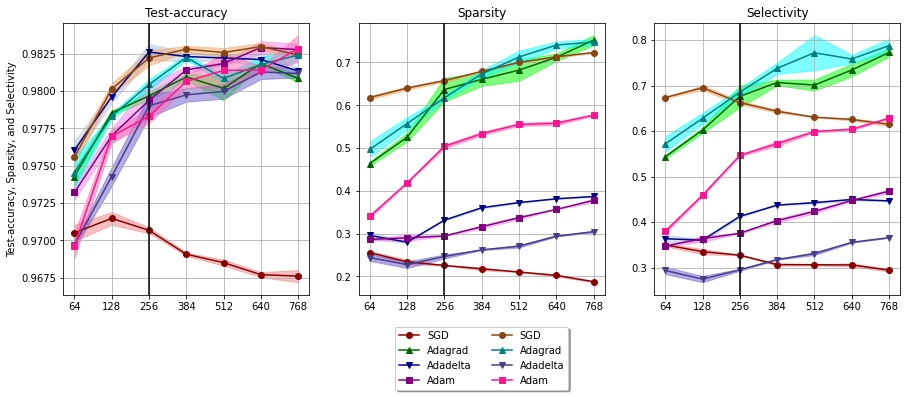 Test-accuracy
Sparsity
Selectivity
Test-accuracy, Sparsity, and Selectivity
0.9825
0.9800
0.9775
0.9750
0.9725
0.9700
0.9675
64 128 256 384 512 640 768
0.7
0.6
0.5
0.4
0.3
0.2
64 128 256 384 512 640 768
0.8
0.7
0.6
0.5
0.4
0.3
64 128 256 384 512 640 768
SGD SGD
Adagrad Adagrad
Adadelta Adadelta
Adam Adam